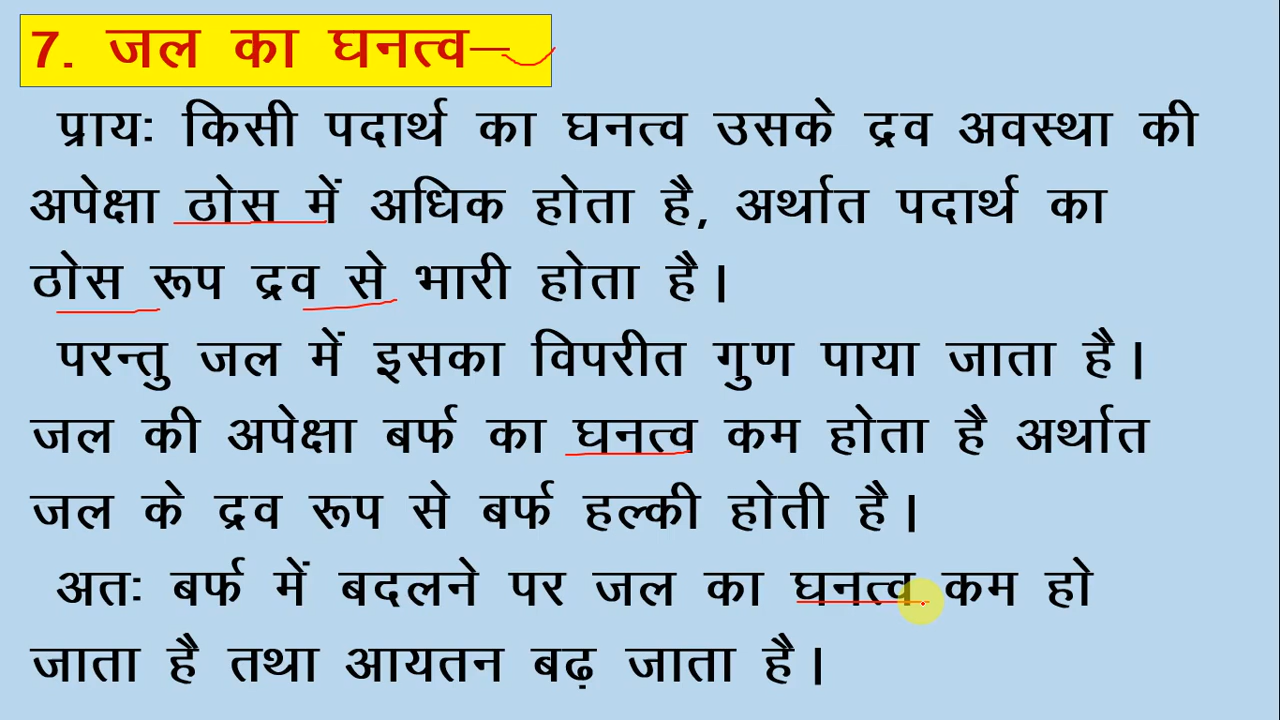 7. जल का घनत्व–
प्रायः किसी पदार्थ का घनत्व उसके द्रव अवस्था की
अपेक्षा ठोस में अधिक होता है, अर्थात पदार्थ का
ठोस रूप द्रव से भारी होता है।
परन्तु जल में इसका विपरीत गुण पाया जाता है।
जल की अपेक्षा बर्फ का घनत्व कम होता है अर्थात
जल के द्रव रूप से बर्फ हल्की होती है।
अतः बर्फ में बदलने पर जल का घनत्व कम हो
जाता है तथा आयतन बढ़ जाता है।